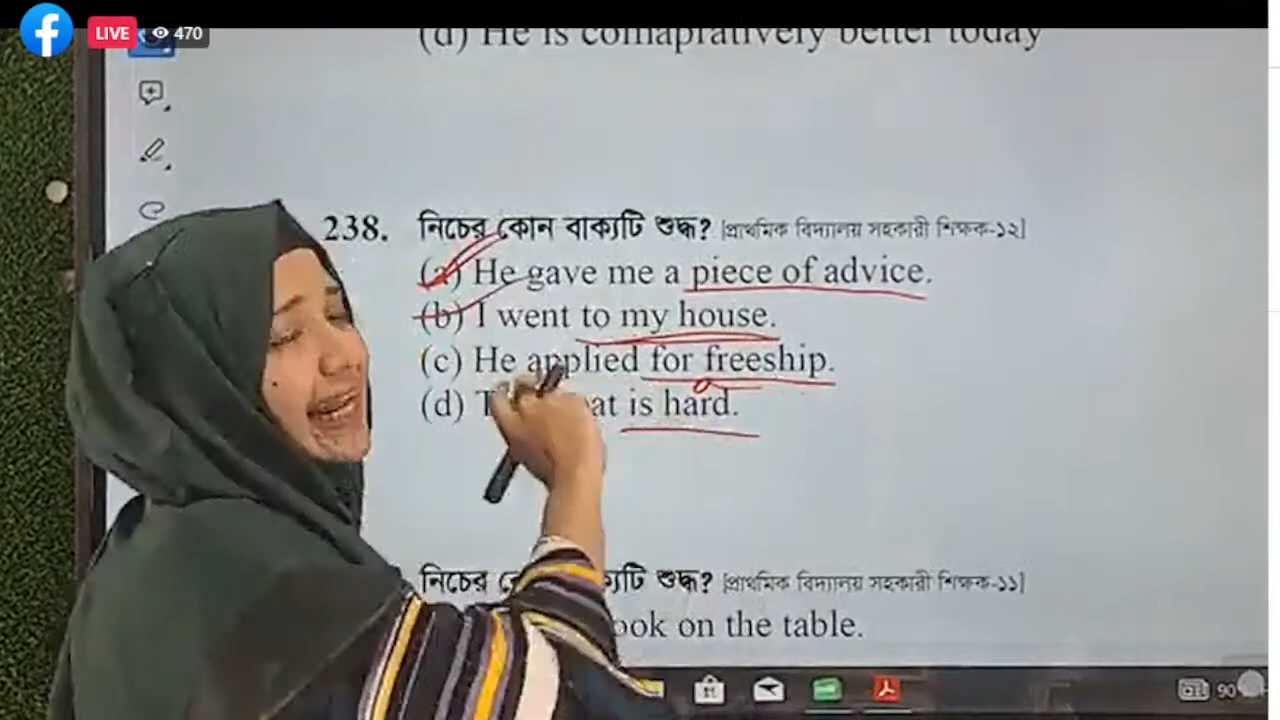 LIVE 470
(d) He is comapratively better today
238. নিচের কোন বাক্যটি শুদ্ধ? [প্রাথমিক বিদ্যালয় সহকারী শিক্ষক-১২]
(a) He gave me a piece of advice.
(b) I went to my house.
(c) He applied for freeship.
(d) at is hard.
a
নিচের শুদ্ধ? [প্রাথমিক বিদ্যালয় সহকারী শিক্ষক-১১]
on the table.
90